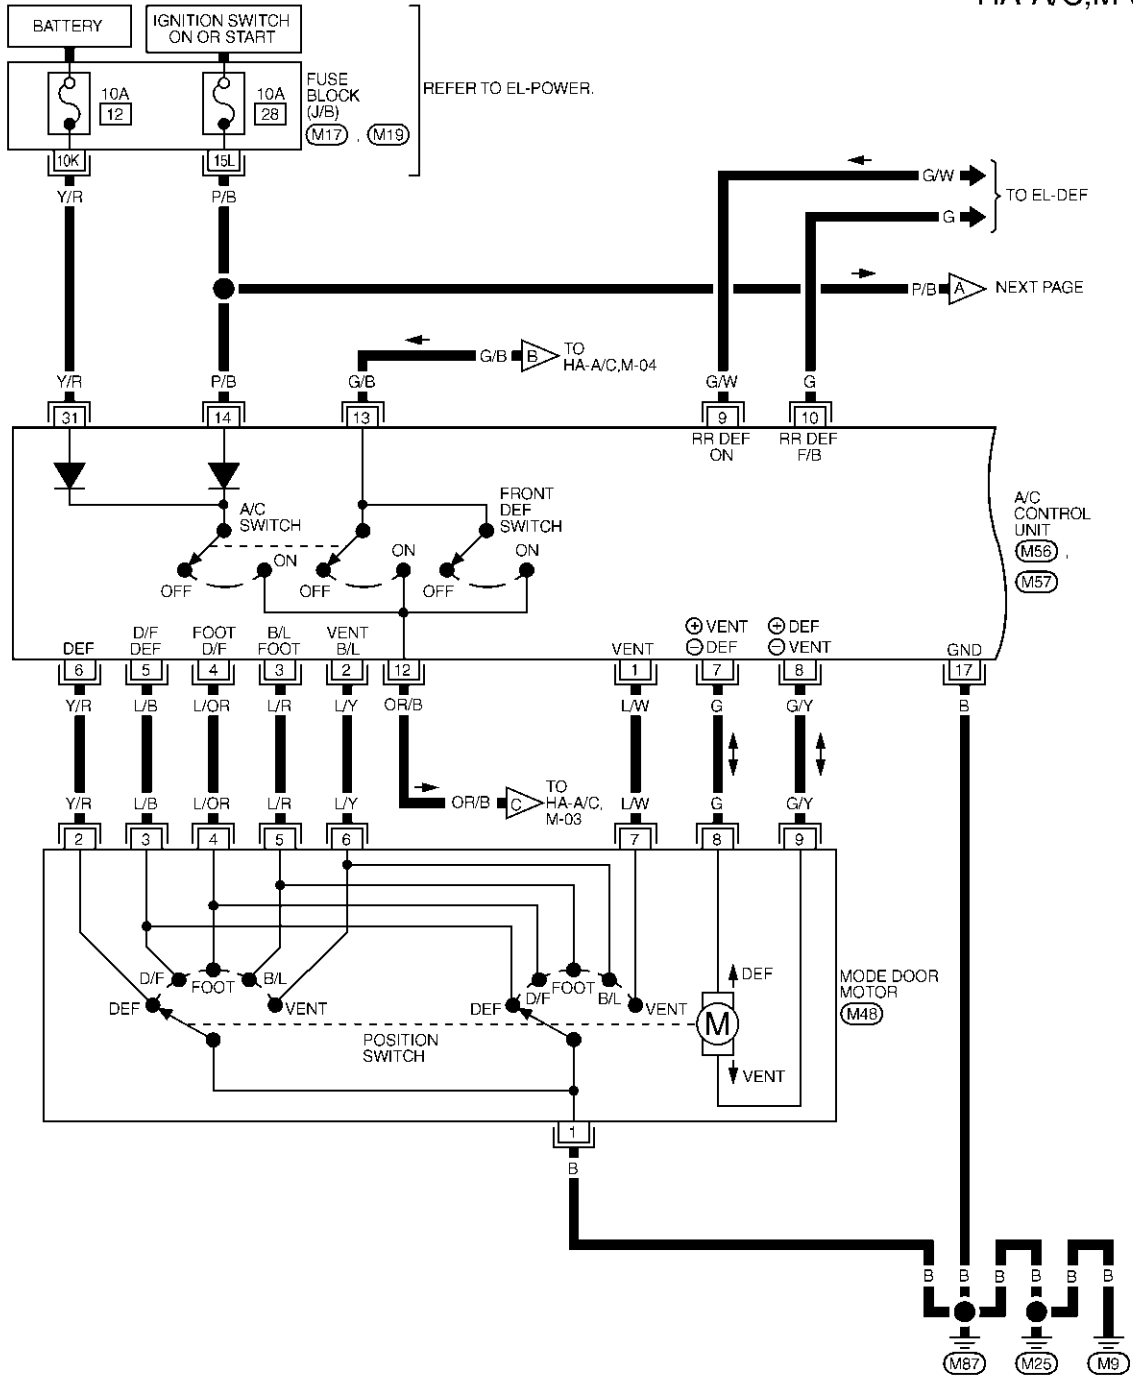 HA-A/C,M-
BATTERY
IGNITION SWITCH
ON OR START
10A
12
10A
28
FUSE
BLOCK
(J/B)
M17 , M19
REFER TO EL-POWER.
10K
15L
Y/R
P/B
G/W
G
TO EL-DEF
P/B
A
NEXT PAGE
G/B
B
TO
HA-A/C,M-04
Y/R
P/B
G/B
G/W
G
31
14
13
9
10
RR DEF
ON
RR DEF
F/B
A/C
SWITCH
FRONT
DEF
SWITCH
A/C
CONTROL
UNIT
M56 ,
M57
ON
ON
ON
OFF
OFF
OFF
DEF
D/F
DEF
FOOT
D/F
B/L
FOOT
VENT
B/L
VENT
⊕ VENT
⊖ DEF
⊕ DEF
⊖ VENT
GND
6
5
4
3
2
12
1
7
8
17
Y/R
L/B
L/OR
L/R
L/Y
OR/B
L/W
G
G/Y
B
OR/B
C
TO
HA-A/C,
M-03
Y/R
L/B
L/OR
L/R
L/Y
L/W
G
G/Y
2
3
4
5
6
7
8
9
D/F
FOOT
B/L
DEF
VENT
D/F
FOOT
B/L
DEF
VENT
POSITION
SWITCH
DEF
M
VENT
MODE DOOR
MOTOR
M48
1
B
B
B
B
B
B
B
M87
M25
M9